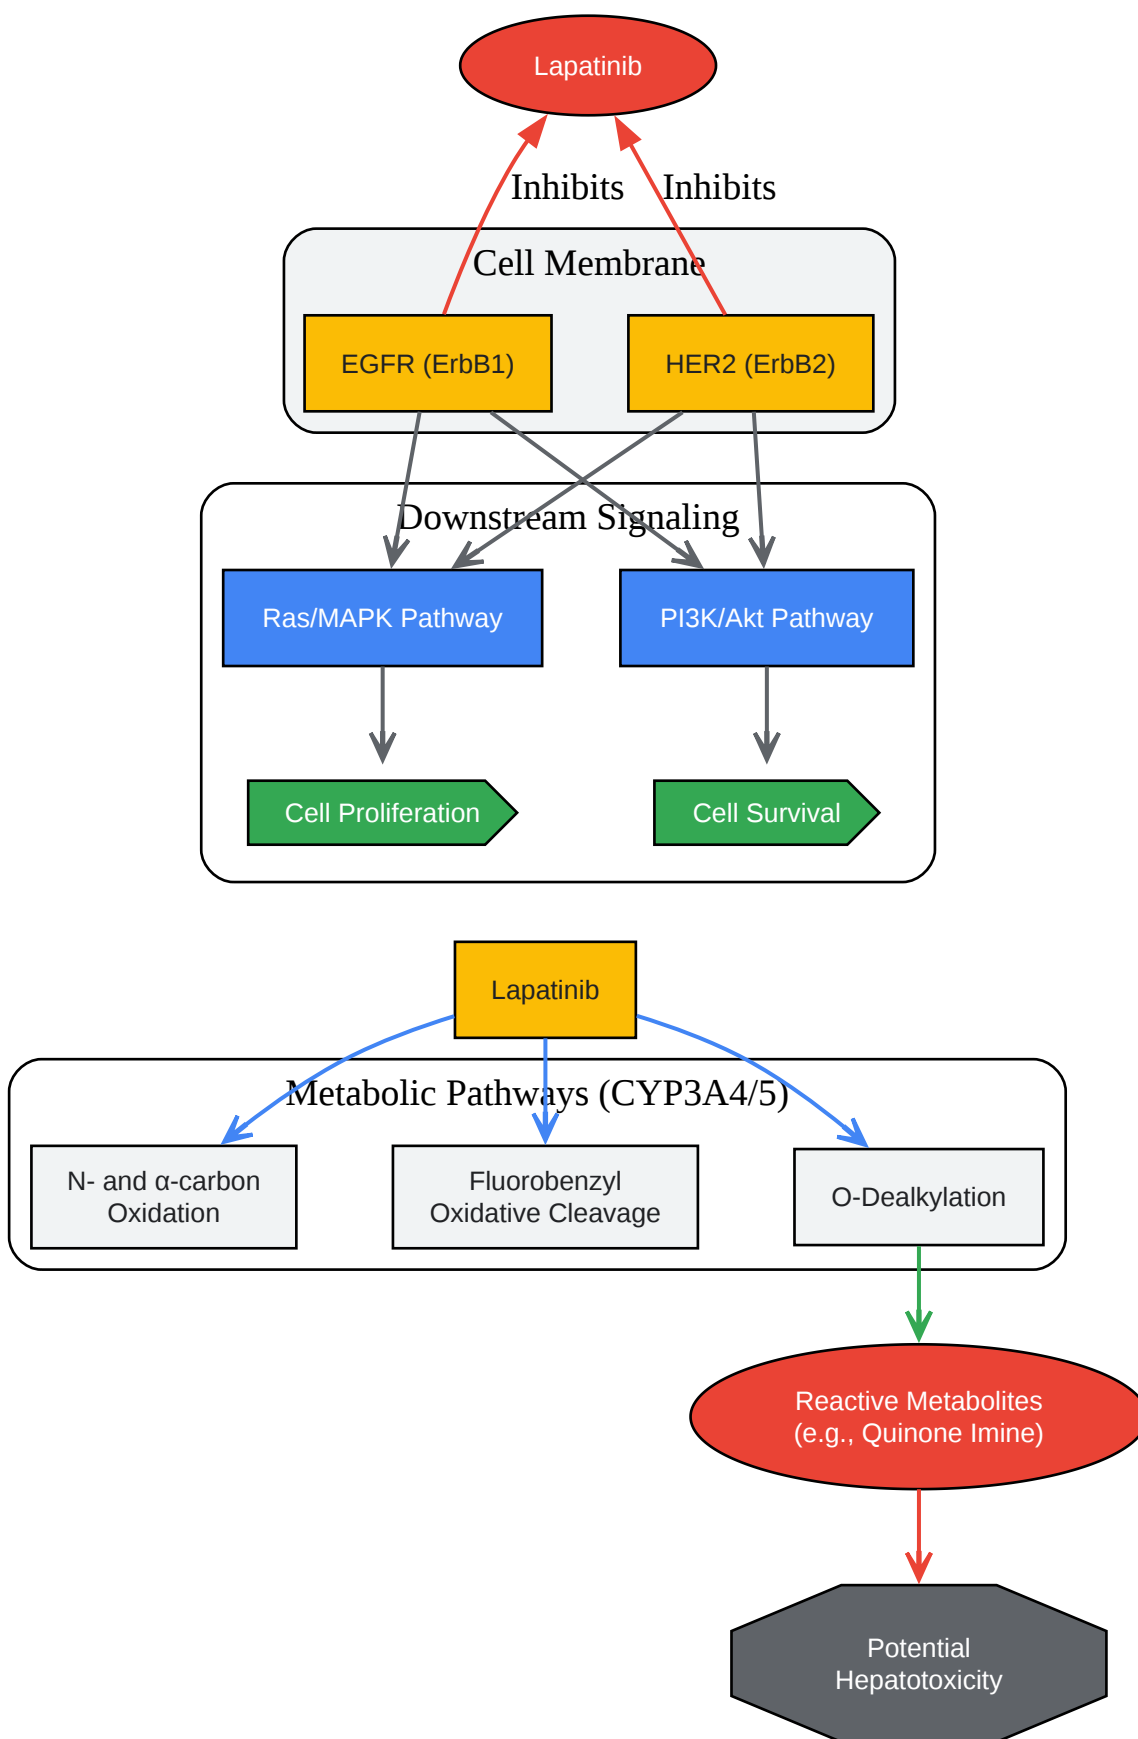 Lapatinib
Inhibits Inhibits
Cell Membrane
EGFR (ErbB1) HER2 (ErbB2)
Downstream Signaling
Ras/MAPK Pathway PI3K/Akt Pathway
Cell Proliferation Cell Survival
Lapatinib
Metabolic Pathways (CYP3A4/5)
N- and α-carbon
Oxidation
Fluorobenzyl
Oxidative Cleavage
O-Dealkylation
Reactive Metabolites
(e.g., Quinone Imine)
Potential
Hepatotoxicity